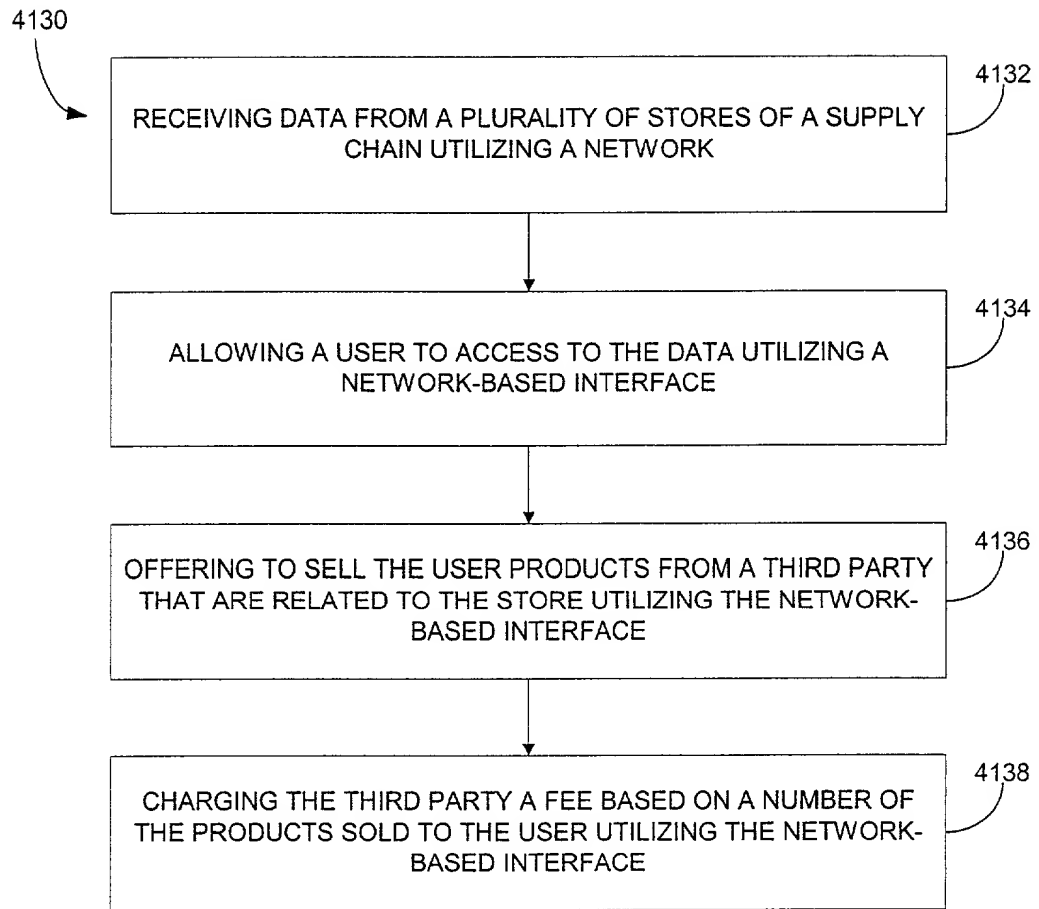 4130
4132
RECEIVING DATA FROM A PLURALITY OF STORES OF A SUPPLY
CHAIN UTILIZING A NETWORK
4134
ALLOWING A USER TO ACCESS TO THE DATA UTILIZING A
NETWORK-BASED INTERFACE
4136
OFFERING TO SELL THE USER PRODUCTS FROM A THIRD PARTY
THAT ARE RELATED TO THE STORE UTILIZING THE NETWORK-
BASED INTERFACE
4138
CHARGING THE THIRD PARTY A FEE BASED ON A NUMBER OF
THE PRODUCTS SOLD TO THE USER UTILIZING THE NETWORK-
BASED INTERFACE